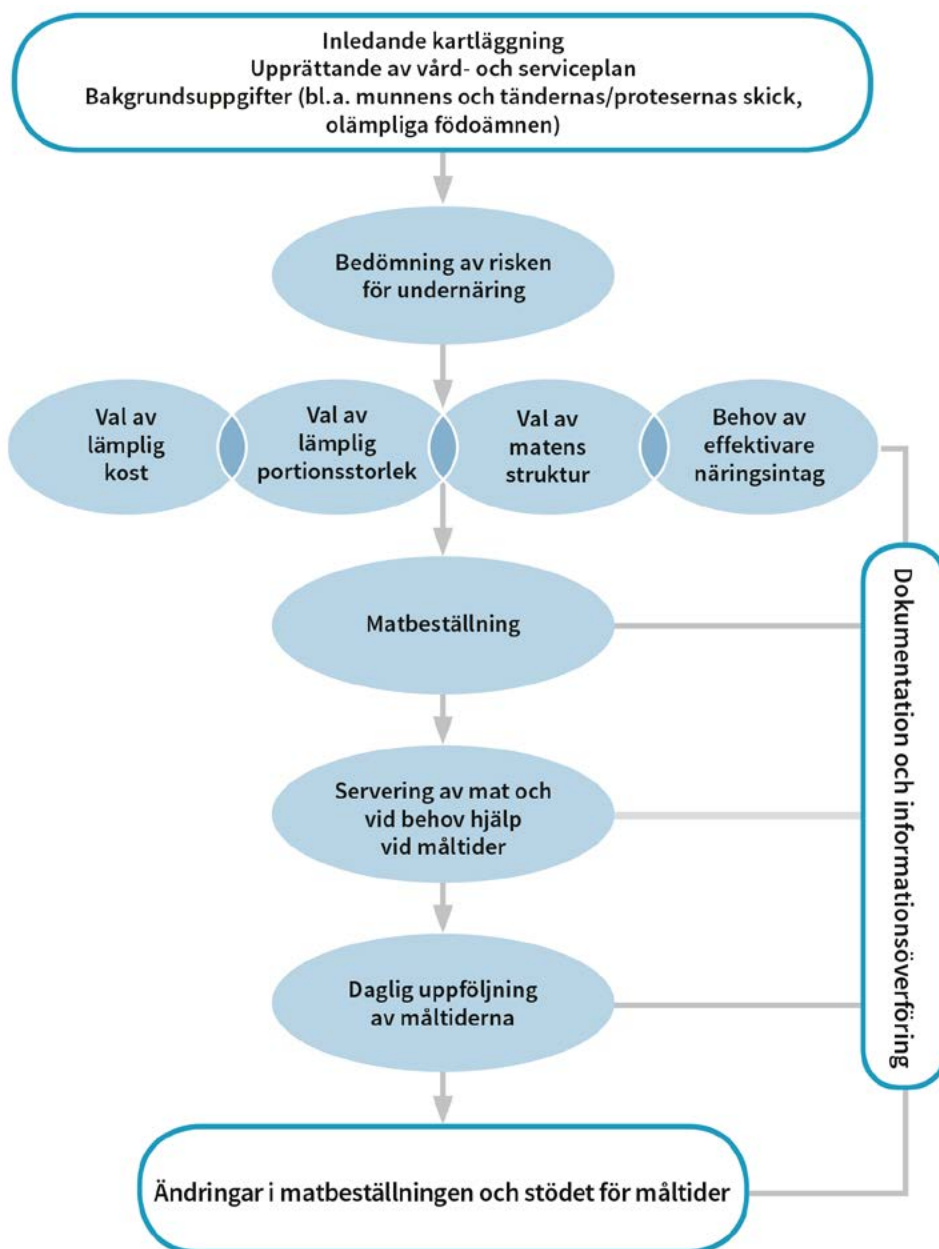 Inledande kartläggning
Upprättande av vård- och serviceplan
Bakgrundsuppgifter (bl.a. munnens och tändernas/protesernas skick,
olämpliga födoämnen)
Bedömning av risken
för undernäring
Val av
lämplig
kost
Val av
lämplig
portionsstorlek
Val av
matens
struktur
Behov av
effektivare
näringsintag
Matbeställning
Servering av mat och
vid behov hjälp
vid måltider
Daglig uppföljning
av måltiderna
Dokumentation och informationsöverföring
Ändringar i matbeställningen och stödet för måltider